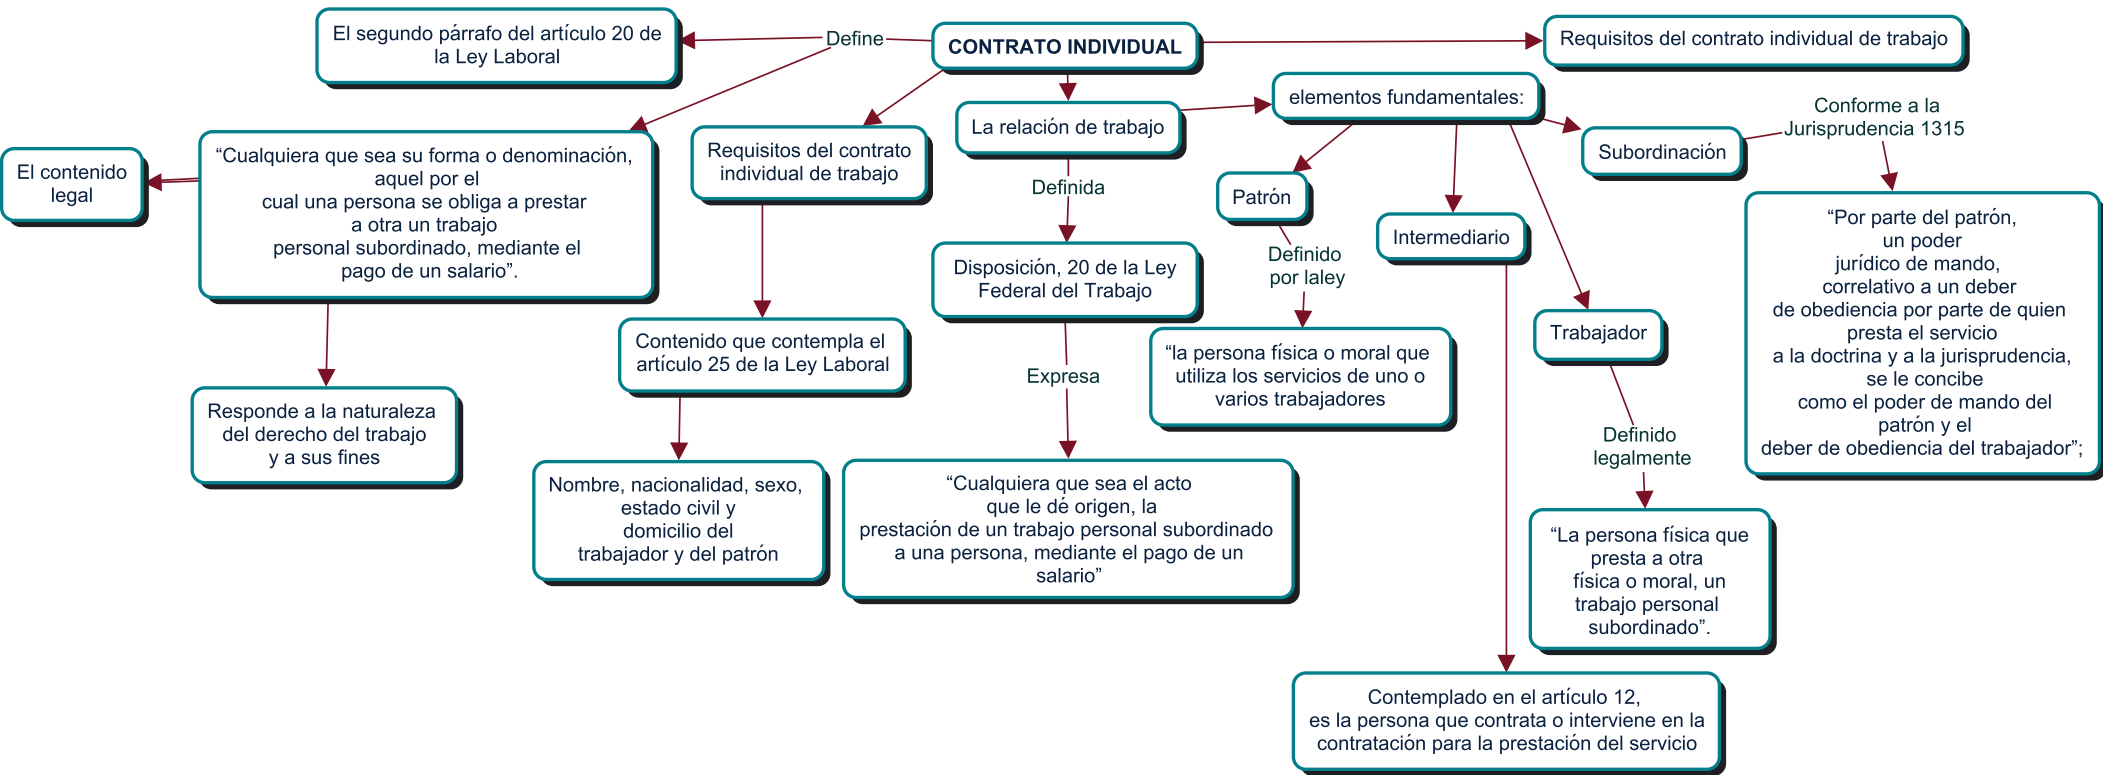 El segundo párrafo del artículo 20 de
la Ley Laboral
Define
CONTRATO INDIVIDUAL
Requisitos del contrato individual de trabajo
elementos fundamentales:
La relación de trabajo
Conforme a la
Jurisprudencia 1315
Subordinación
“Cualquiera que sea su forma o denominación,
aquel por el
cual una persona se obliga a prestar
a otra un trabajo
personal subordinado, mediante el
pago de un salario”.
El contenido
legal
Requisitos del contrato
individual de trabajo
Definida
Patrón
Intermediario
“Por parte del patrón,
un poder
jurídico de mando,
correlativo a un deber
de obediencia por parte de quien
presta el servicio
a la doctrina y a la jurisprudencia,
se le concibe
como el poder de mando del
patrón y el
deber de obediencia del trabajador”;
Disposición, 20 de la Ley
Federal del Trabajo
Definido
por laley
Contenido que contempla el
artículo 25 de la Ley Laboral
Trabajador
“la persona física o moral que
utiliza los servicios de uno o
varios trabajadores
Expresa
Responde a la naturaleza
del derecho del trabajo
y a sus fines
Definido
legalmente
Nombre, nacionalidad, sexo,
estado civil y
domicilio del
trabajador y del patrón
“Cualquiera que sea el acto
que le dé origen, la
prestación de un trabajo personal subordinado
a una persona, mediante el pago de un
salario”
“La persona física que
presta a otra
física o moral, un
trabajo personal
subordinado”.
Contemplado en el artículo 12,
es la persona que contrata o interviene en la
contratación para la prestación del servicio